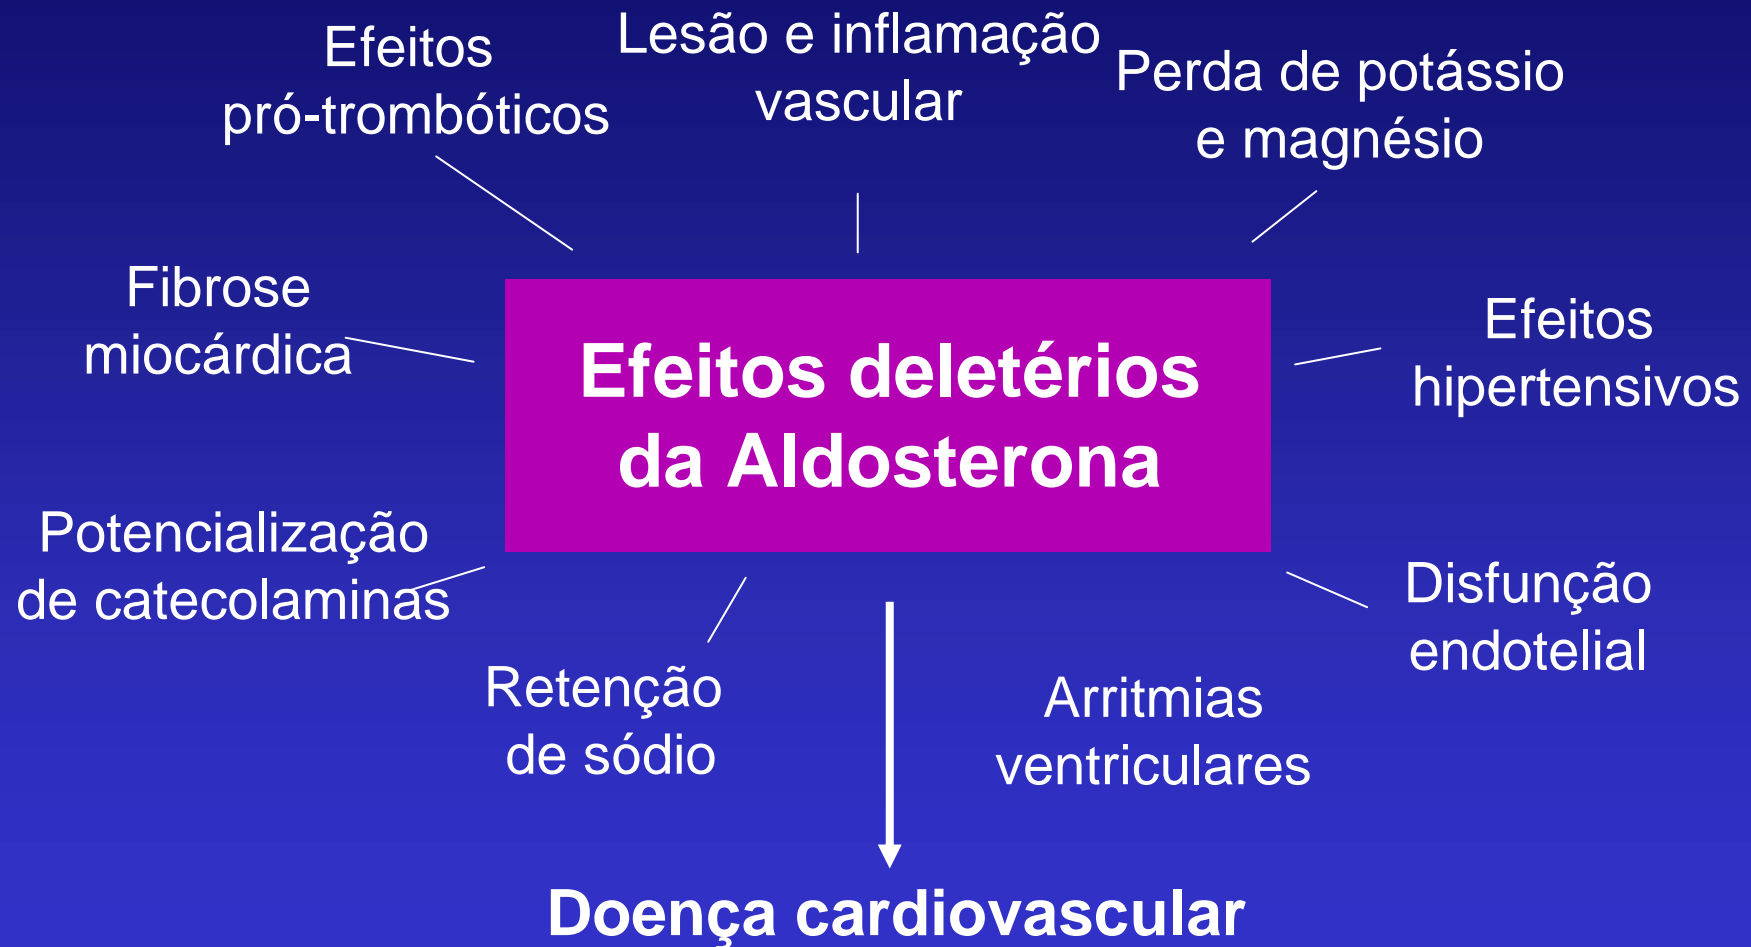 Efeitos
pró-trombóticos
Lesão e inflamação
vascular
Perda de potássio
e magnésio
Fibrose
miocárdica
Efeitos deletérios
da Aldosterona
Efeitos
hipertensivos
Potencialização
de catecolaminas
Disfunção
endotelial
Retenção
de sódio
Arritmias
ventriculares
Doença cardiovascular